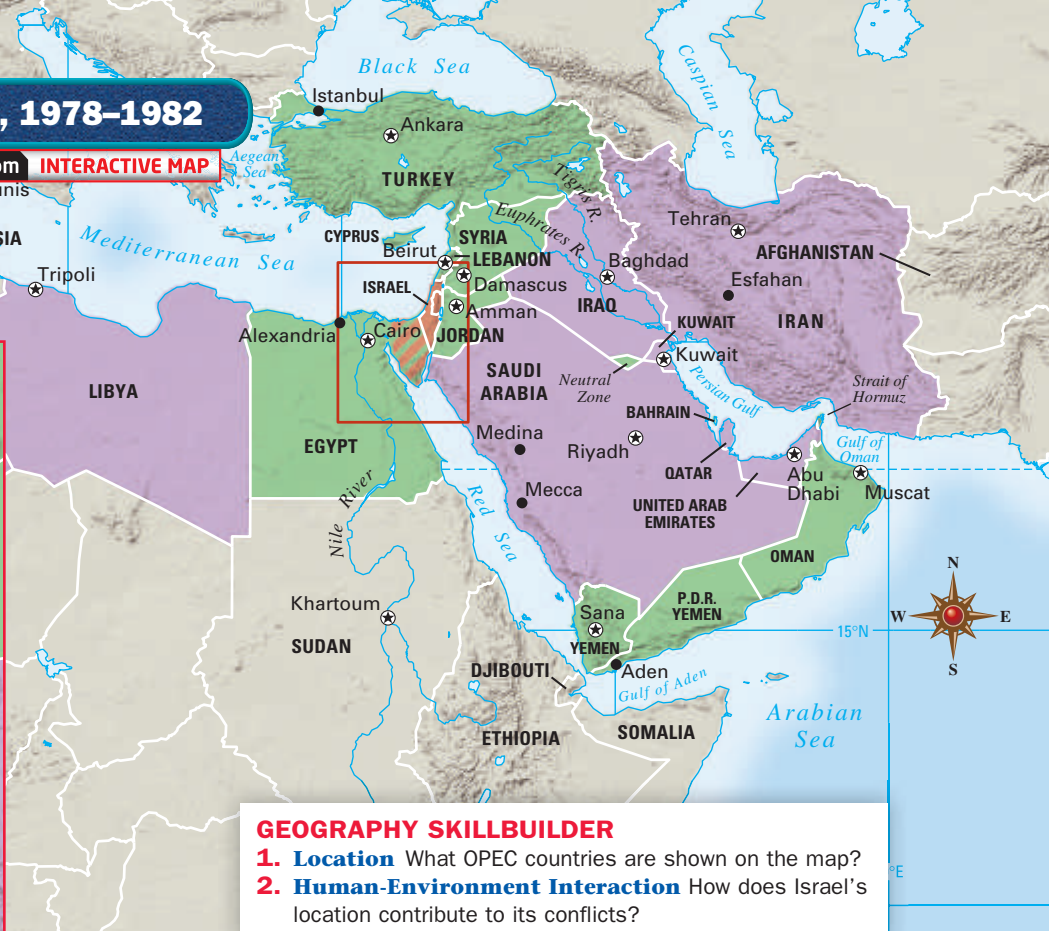 , 1978–1982
om INTERACTIVE MAP
unis
SIA
Black Sea
Istanbul
Ankara
Aegean
Sea
TURKEY
Caspian
Sea
Tigris R.
Euphrates R.
Mediterranean Sea
CYPRUS
SYRIA
Beirut
LEBANON
Tehran
AFGHANISTAN
Baghdad
Damascus
Esfahan
Tripoli
ISRAEL
IRAQ
Amman
KUWAIT
IRAN
Alexandria
Cairo
JORDAN
Kuwait
SAUDI
ARABIA
Neutral
Zone
Persian Gulf
Strait of
Hormuz
LIBYA
BAHRAIN
Medina
Riyadh
EGYPT
QATAR
Gulf of
Oman
Abu
Dhabi
Muscat
Mecca
UNITED ARAB
EMIRATES
Nile River
Red
Sea
OMAN
N
W
E
S
Khartoum
Sana
P.D.R.
YEMEN
15°N
SUDAN
YEMEN
DJIBOUTI
Aden
Gulf of Aden
ETHIOPIA
SOMALIA
Arabian
Sea
GEOGRAPHY SKILLBUILDER
1. Location What OPEC countries are shown on the map?
2. Human-Environment Interaction How does Israel's
location contribute to its conflicts?
°E